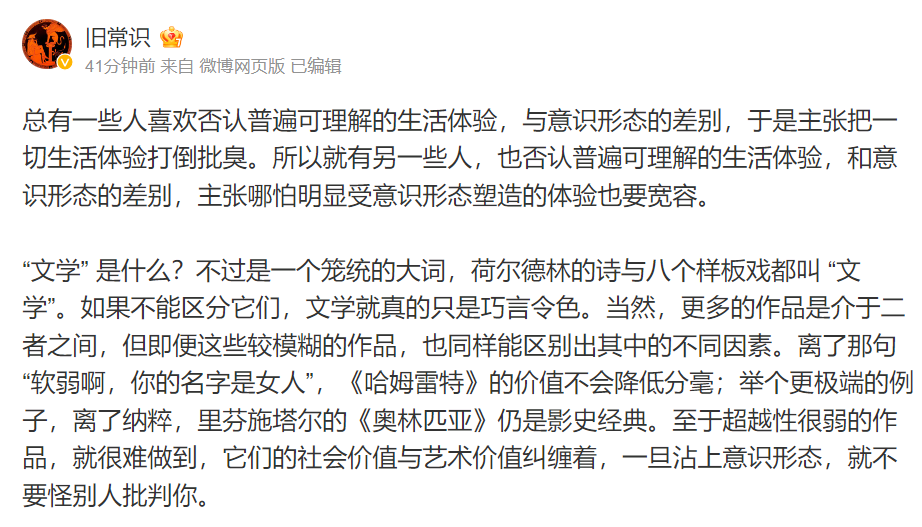 旧常识
41分钟前 来自 微博网页版 已编辑
总有一些人喜欢否认普遍可理解的生活体验，与意识形态的差别，于是主张把一
切生活体验打倒批臭。所以就有另一些人，也否认普遍可理解的生活体验，和意
识形态的差别，主张哪怕明显受意识形态塑造的体验也要宽容。
“文学” 是什么？不过是一个笼统的大词，荷尔德林的诗与八个样板戏都叫 “文
学”。如果不能区分它们，文学就真的只是巧言令色。当然，更多的作品是介于二
者之间，但即便这些较模糊的作品，也同样能区别出其中的不同因素。离了那句
“软弱啊，你的名字是女人”，《哈姆雷特》的价值不会降低分毫；举个更极端的例
子，离了纳粹，里芬施塔尔的《奥林匹亚》仍是影史经典。至于超越性很弱的作
品，就很难做到，它们的社会价值与艺术价值纠缠着，一旦沾上意识形态，就不
要怪别人批判你。